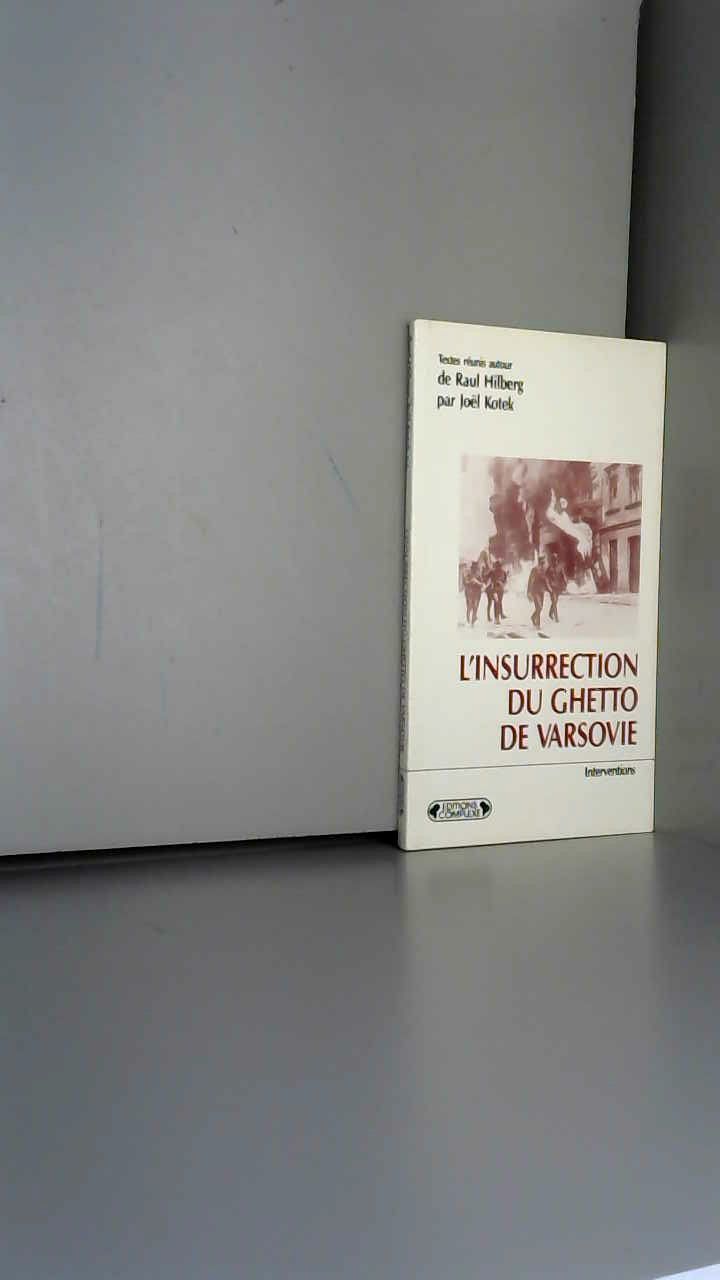 Textes réunis autour
de Raul Hilberg
par Joël Kotek
L'INSURRECTION
DU GHETTO
DE VARSOVIE
Interventions
EDITIONS
COMPLEXE